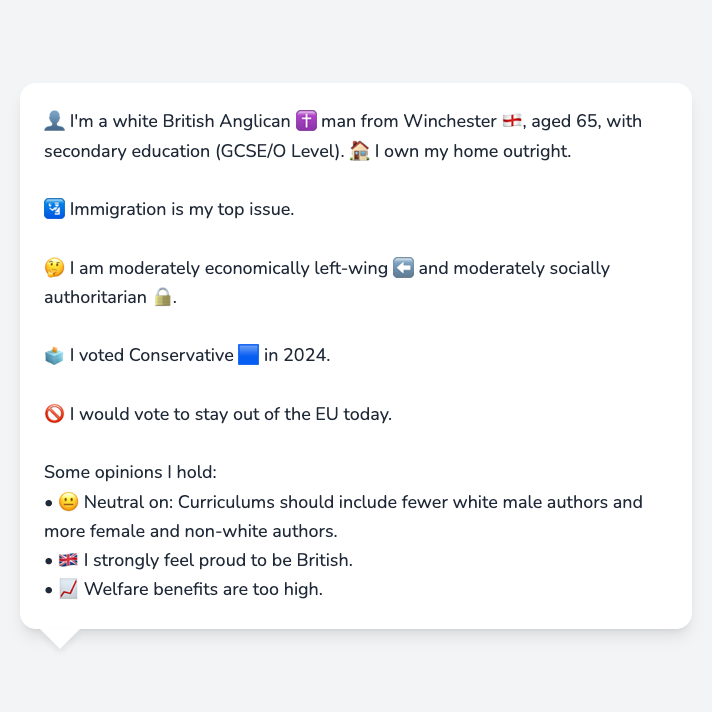 👤 I'm a white British Anglican ✝️ man from Winchester 🏴󠁧󠁢󠁥󠁮󠁧󠁿, aged 65, with
secondary education (GCSE/O Level). 🏠 I own my home outright.
🛂 Immigration is my top issue.
🤔 I am moderately economically left-wing ⬅️ and moderately socially
authoritarian 🔒.
🗳️ I voted Conservative 🟦 in 2024.
🚫 I would vote to stay out of the EU today.
Some opinions I hold:
• 😐 Neutral on: Curriculums should include fewer white male authors and
more female and non-white authors.
• 🇬🇧 I strongly feel proud to be British.
• 📈 Welfare benefits are too high.